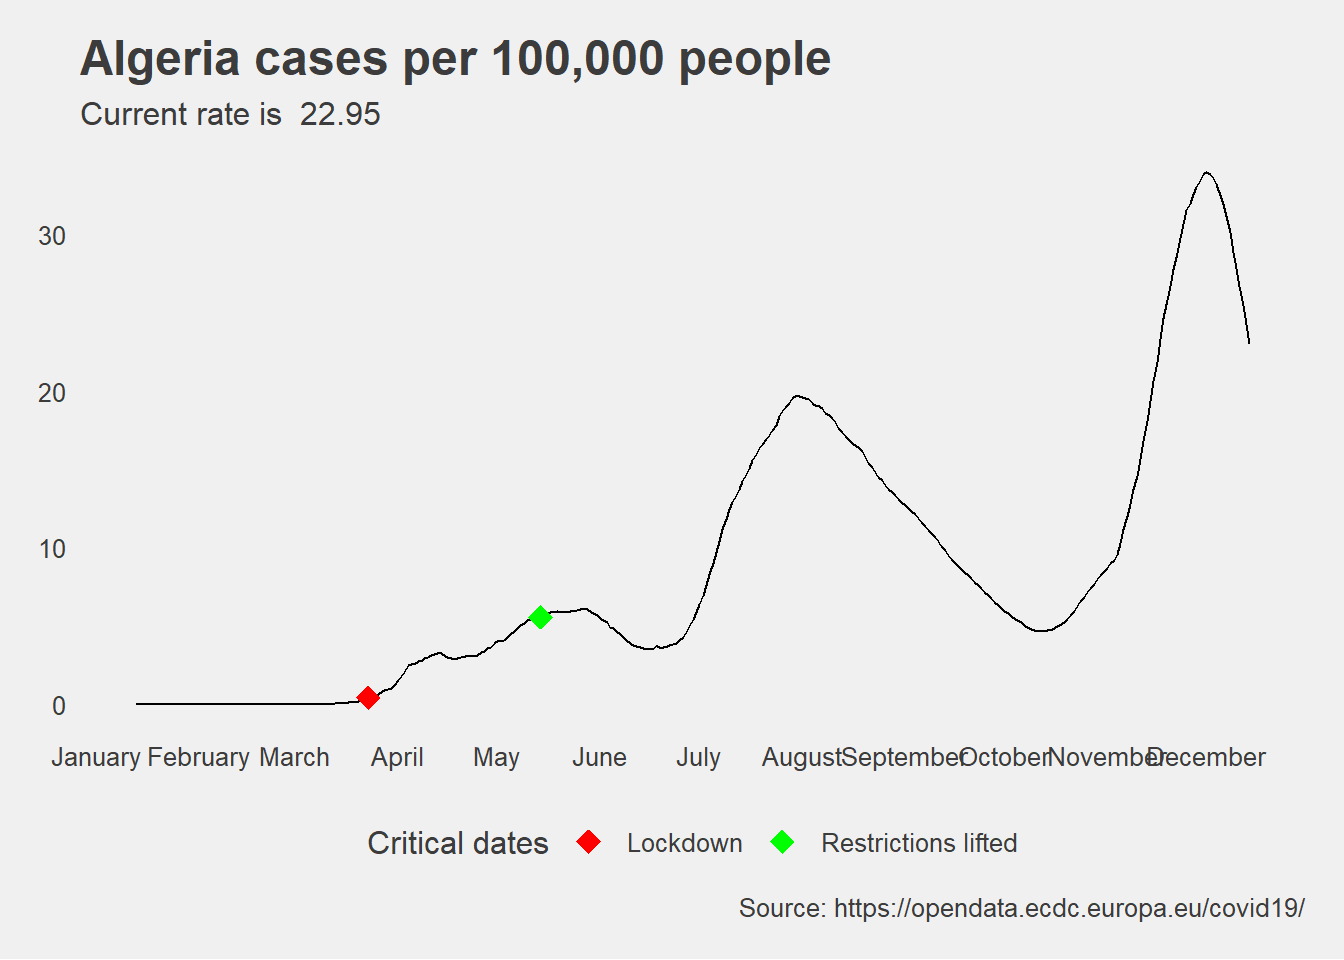 Algeria cases per 100,000 people
Current rate is  22.95
30
20
10
0
January February March April May June July August September October November December
Critical dates Lockdown Restrictions lifted
Source: https://opendata.ecdc.europa.eu/covid19/